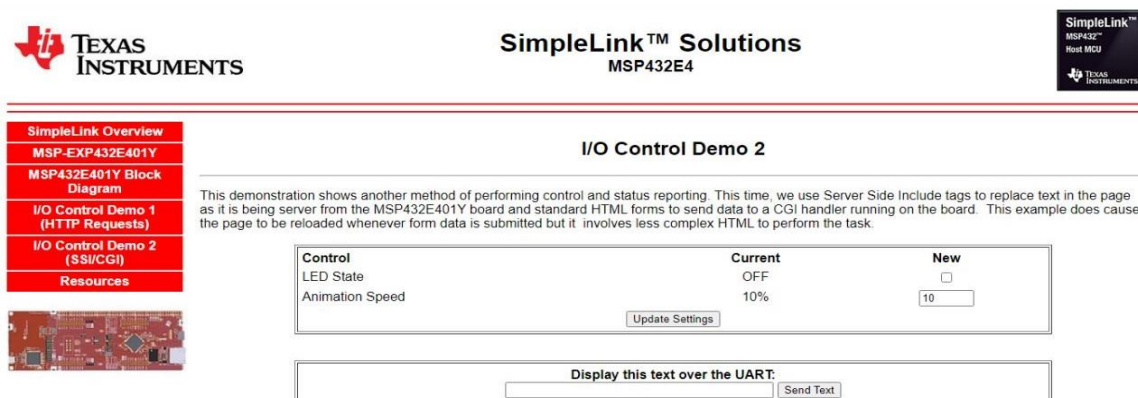 TEXAS
INSTRUMENTS
SimpleLink™ Solutions
MSP432E4
SimpleLink™
MSP432™
Host MCU
TEXAS
INSTRUMENTS
SimpleLink Overview
MSP-EXP432E401Y
MSP432E401Y Block
Diagram
I/O Control Demo 1
(HTTP Requests)
I/O Control Demo 2
(SSI/CGI)
Resources
I/O Control Demo 2
This demonstration shows another method of performing control and status reporting. This time, we use Server Side Include tags to replace text in the page
as it is being server from the MSP432E401Y board and standard HTML forms to send data to a CGI handler running on the board. This example does cause
the page to be reloaded whenever form data is submitted but it involves less complex HTML to perform the task.
Control Current New
LED State OFF
Animation Speed 10% 10
Update Settings
Display this text over the UART:
Send Text